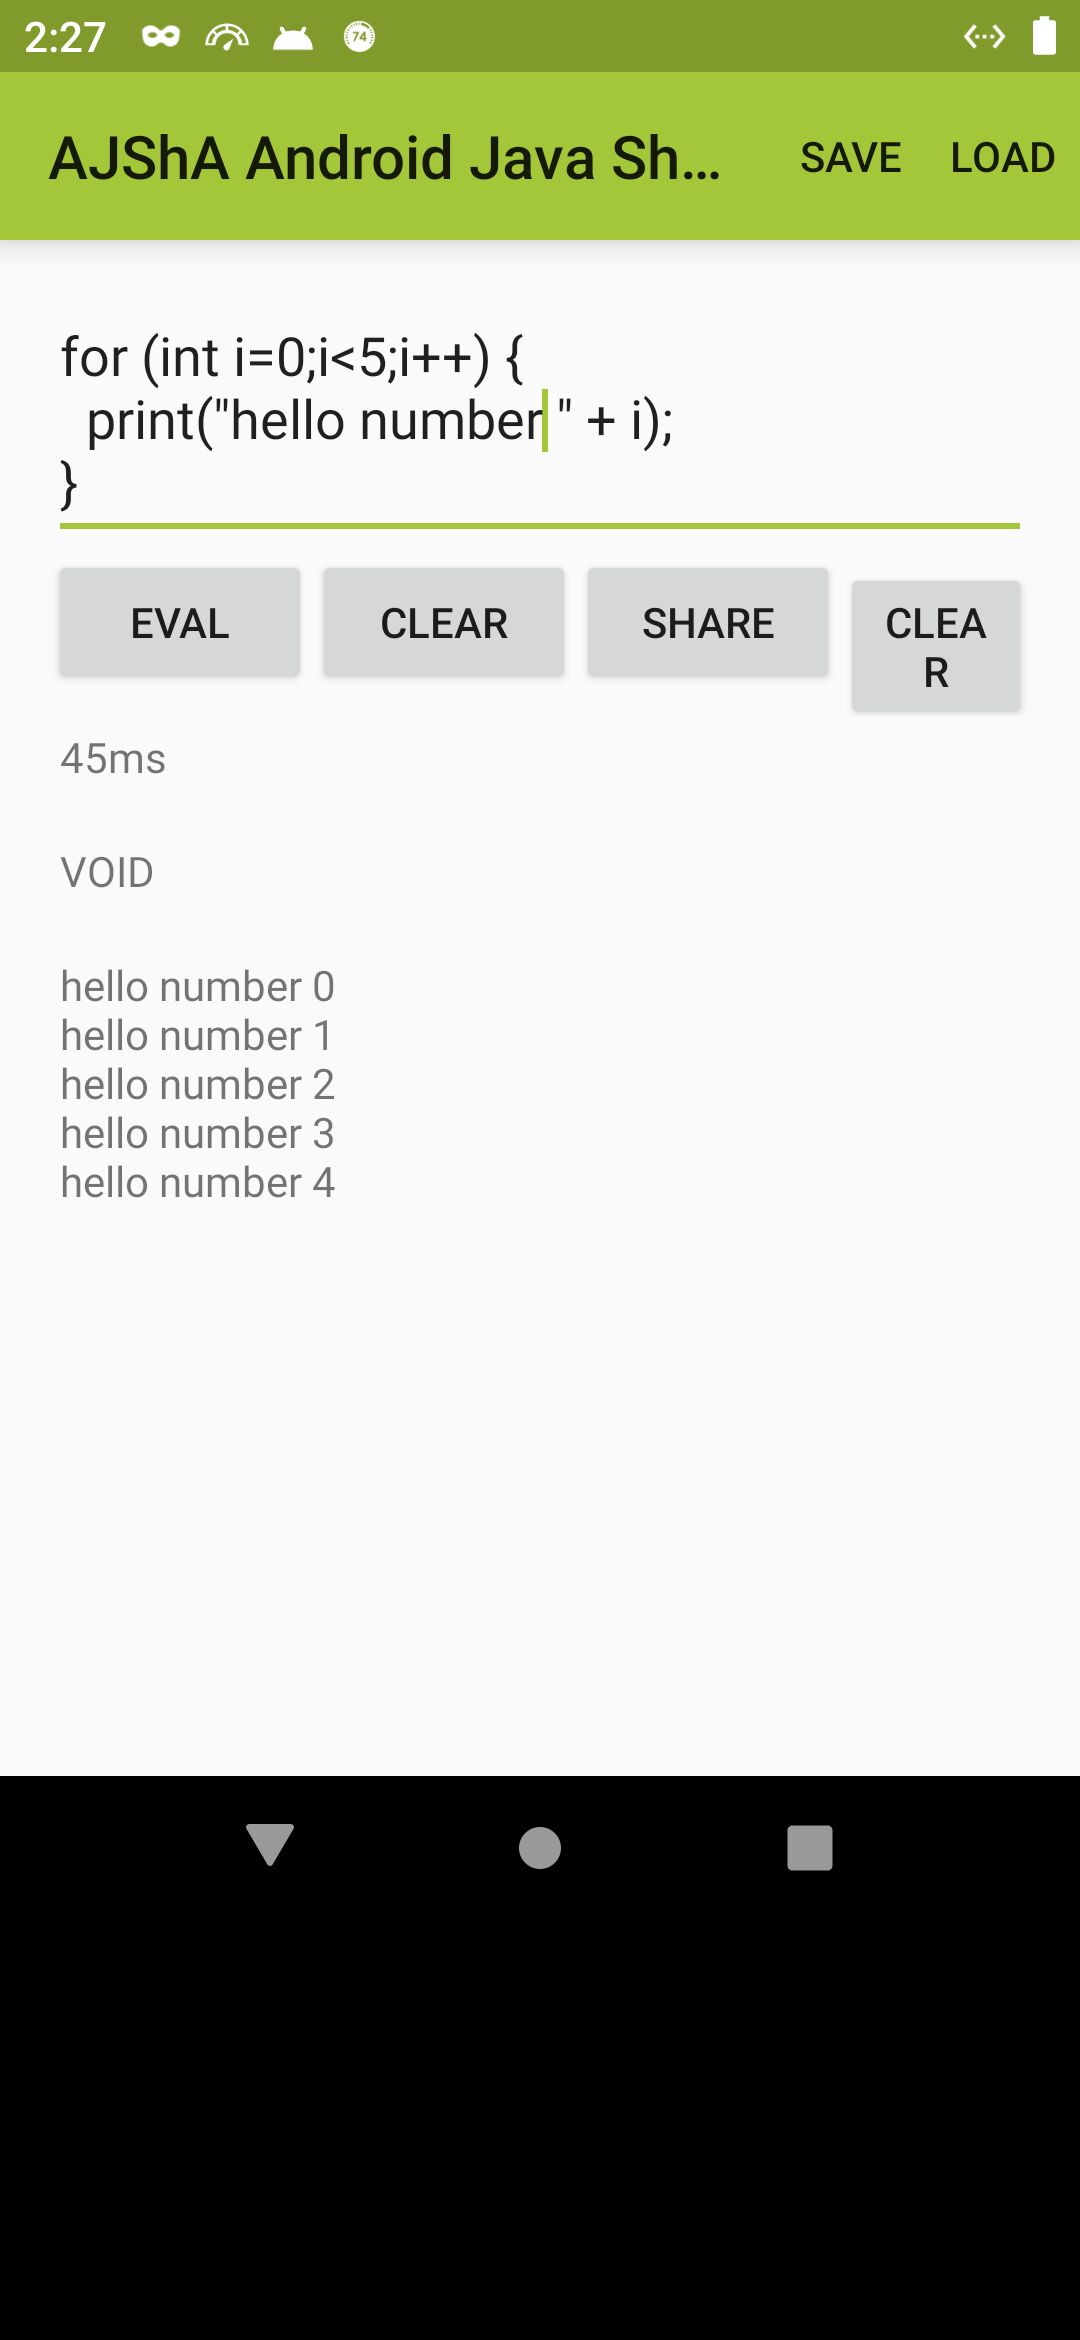 2:27 74
AJShA Android Java Sh... SAVE LOAD
for (int i=0;i<5;i++) {
  print("hello number " + i);
}
EVAL CLEAR SHARE CLEA
R
45ms
VOID
hello number 0
hello number 1
hello number 2
hello number 3
hello number 4